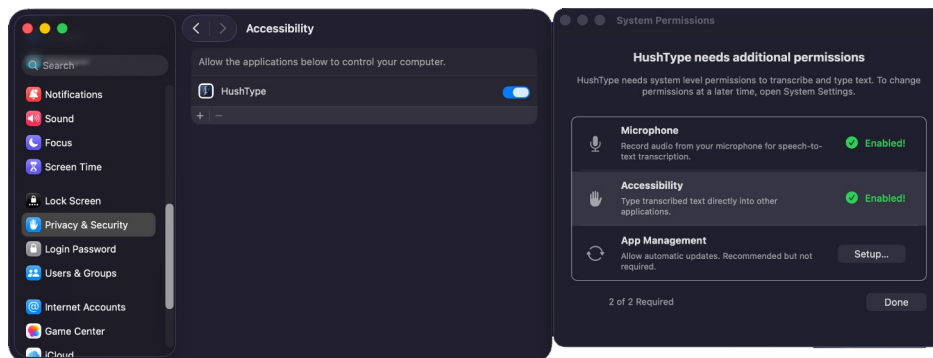 Search
Notifications
Sound
Focus
Screen Time
Lock Screen
Privacy & Security
Login Password
Users & Groups
Internet Accounts
Game Center
iCloud
Accessibility
Allow the applications below to control your computer.
HushType
+ | −
System Permissions
HushType needs additional permissions
HushType needs system level permissions to transcribe and type text. To change
permissions at a later time, open System Settings.
Microphone
Record audio from your microphone for speech-to-
text transcription.
Enabled!
Accessibility
Type transcribed text directly into other
applications.
Enabled!
App Management
Allow automatic updates. Recommended but not
required.
Setup...
2 of 2 Required
Done